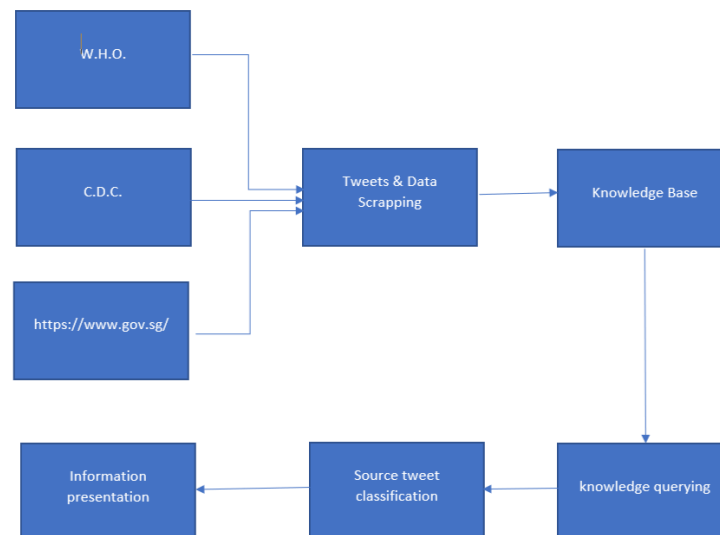 W.H.O.
C.D.C.
https://www.gov.sg/
Tweets & Data
Scrapping
Knowledge Base
knowledge querying
Source tweet
classification
Information
presentation